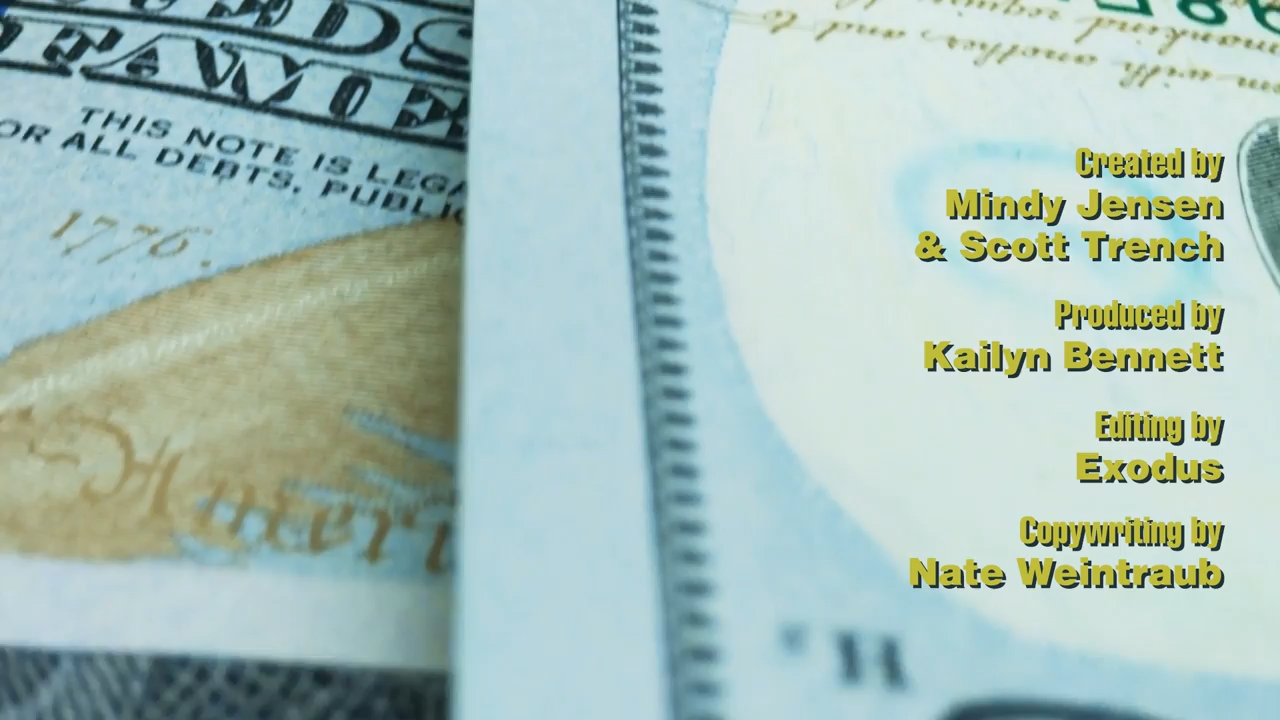 THIS NOTE IS LEGA
OR ALL DEBTS, PUBLIC
1776.
Created by
Mindy Jensen
& Scott Trench
Produced by
Kailyn Bennett
Editing by
Exodus
Copywriting by
Nate Weintraub